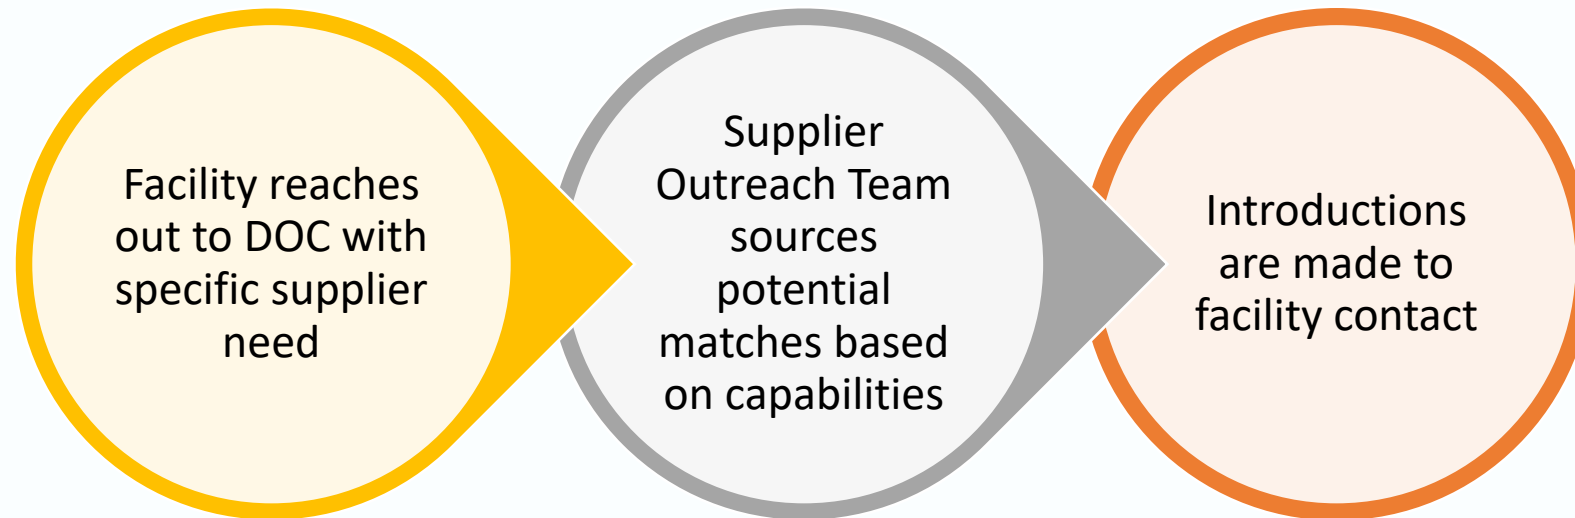 Facility reaches
out to DOC with
specific supplier
need
Supplier
Outreach Team
sources
potential
matches based
on capabilities
Introductions
are made to
facility contact